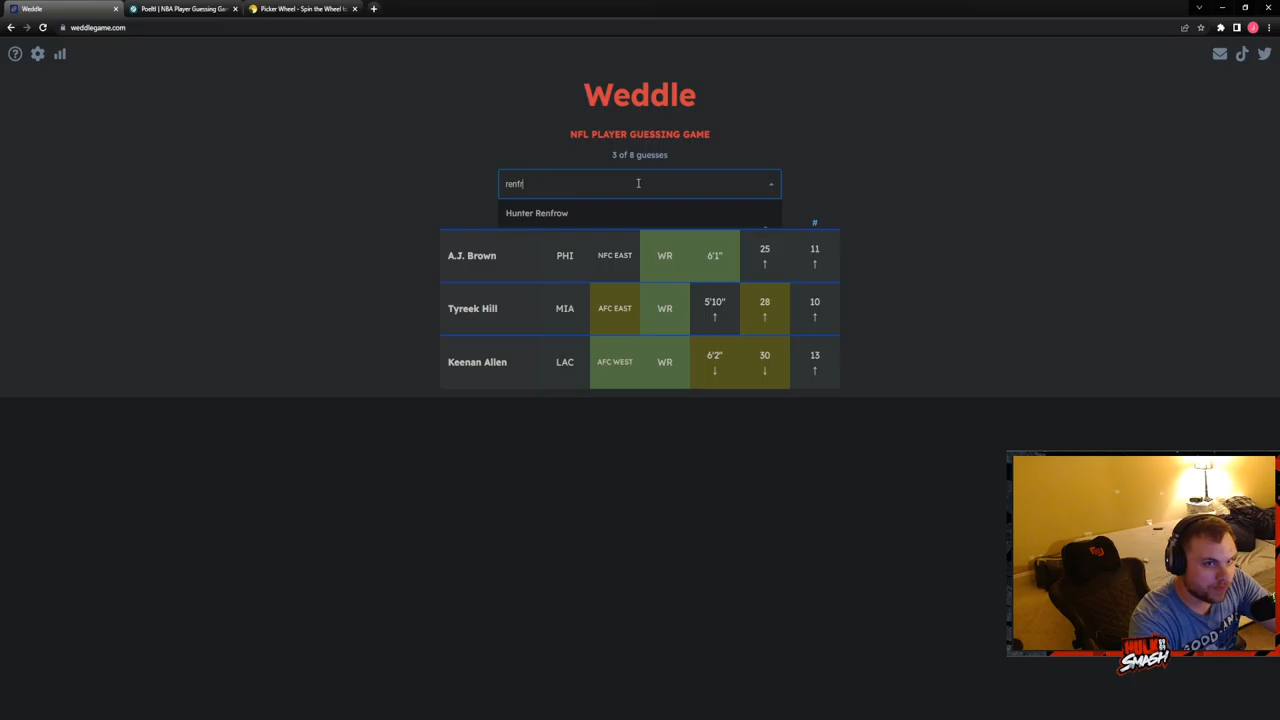 Weddle
Poeltl | NBA Player Guessing Ga
Picker Wheel - Spin the Wheel to
weddlegame.com
Weddle
NFL PLAYER GUESSING GAME
3 of 8 guesses
renfr
Hunter Renfrow
#
A.J. Brown PHI NFC EAST WR 6'1" 25 ↑ 11 ↑
Tyreek Hill MIA AFC EAST WR 5'10" ↑ 28 ↑ 10 ↑
Keenan Allen LAC AFC WEST WR 6'2" ↓ 30 ↓ 13 ↑
HULK
SMASH